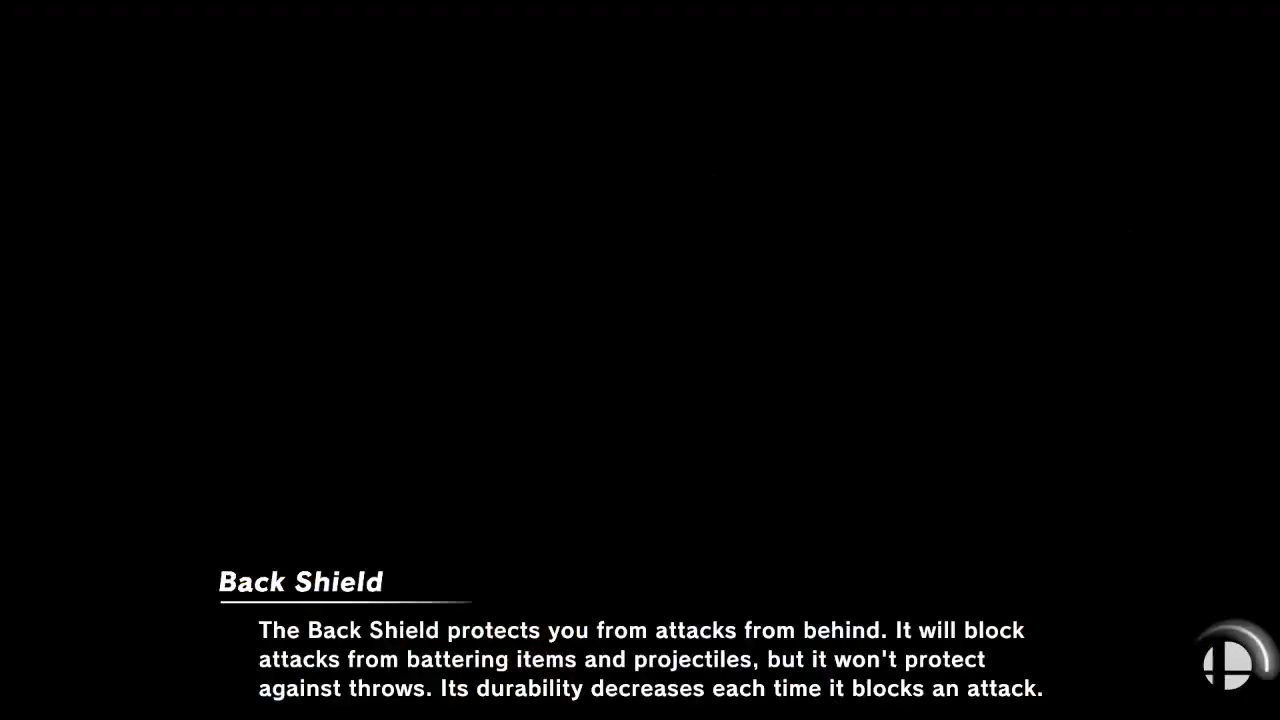 Back Shield
The Back Shield protects you from attacks from behind. It will block
attacks from battering items and projectiles, but it won't protect
against throws. Its durability decreases each time it blocks an attack.